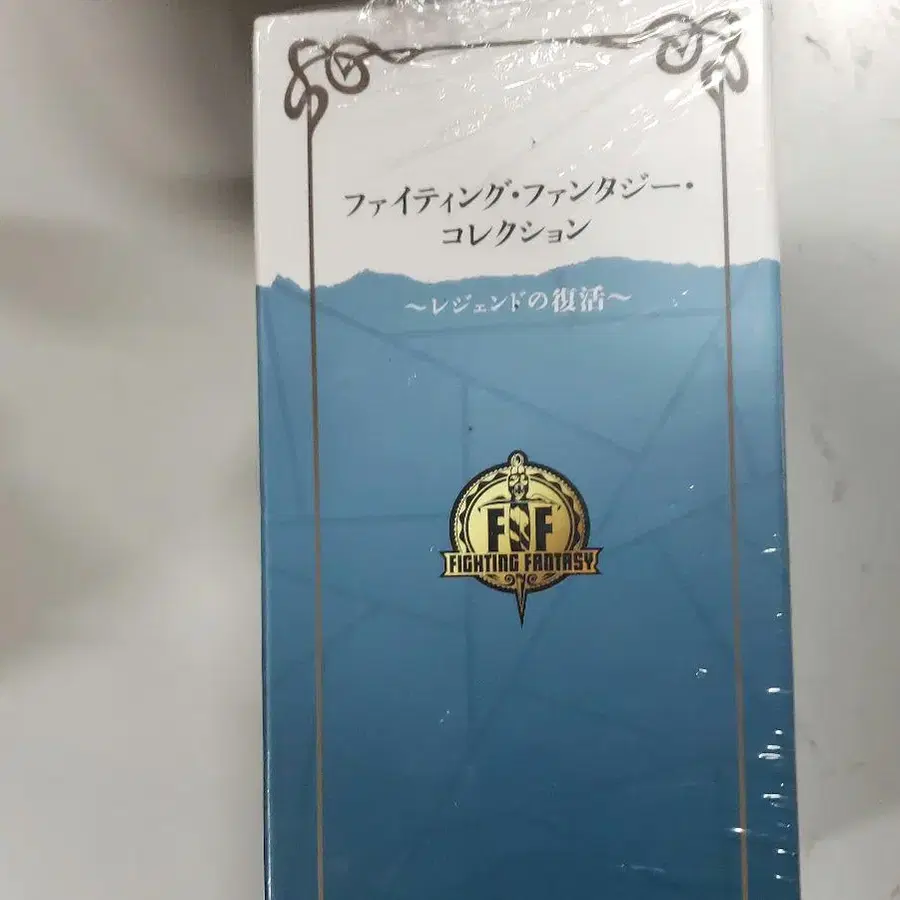 ファイティング・ファンタジー・
コレクション
〜レジェンドの復活〜
FF
FIGHTING FANTASY